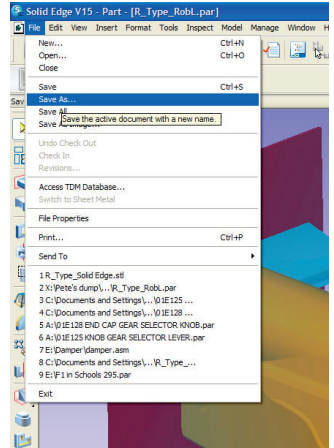 Solid Edge V15 - Part - [R_Type_RobL.par]
File Edit View Insert Format Tools Inspect Model Manage Window H
New... Ctrl+N
Open... Ctrl+O
Close
Save Ctrl+S
Sav
Save As...
Save All
Save the active document with a new name.
Undo Check Out
Check In
Revisions...
Access TDM Database...
Switch to Sheet Metal
File Properties
Print... Ctrl+P
Send To
1 R_Type_Solid Edge.stl
2 X:\Pete's dump\...\R_Type_RobL.par
3 C:\Documents and Settings\...\01E125 ...
4 C:\Documents and Settings\...\01E128 ...
5 A:\01E128 END CAP GEAR SELECTOR KNOB.par
6 A:\01E125 KNOB GEAR SELECTOR LEVER.par
7 E:\Damper\damper.asm
8 C:\Documents and Settings\...\R_Type_...
9 E:\F1 in Schools 295.par
Exit